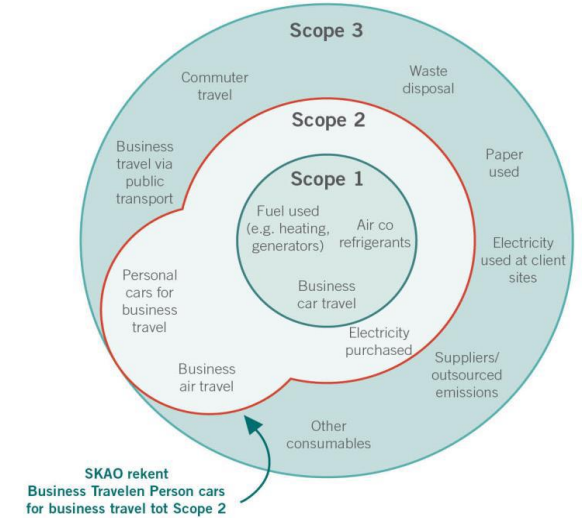 Scope 3
Commuter
travel
Waste
disposal
Scope 2
Business
travel via
public
transport
Paper
used
Scope 1
Fuel used
(e.g. heating,
generators)
Air co
refrigerants
Electricity
used at client
sites
Personal
cars for
business
travel
Business
car travel
Electricity
purchased
Business
air travel
Suppliers/
outsourced
emissions
Other
consumables
SKAO rekent
Business Travelen Person cars
for business travel tot Scope 2